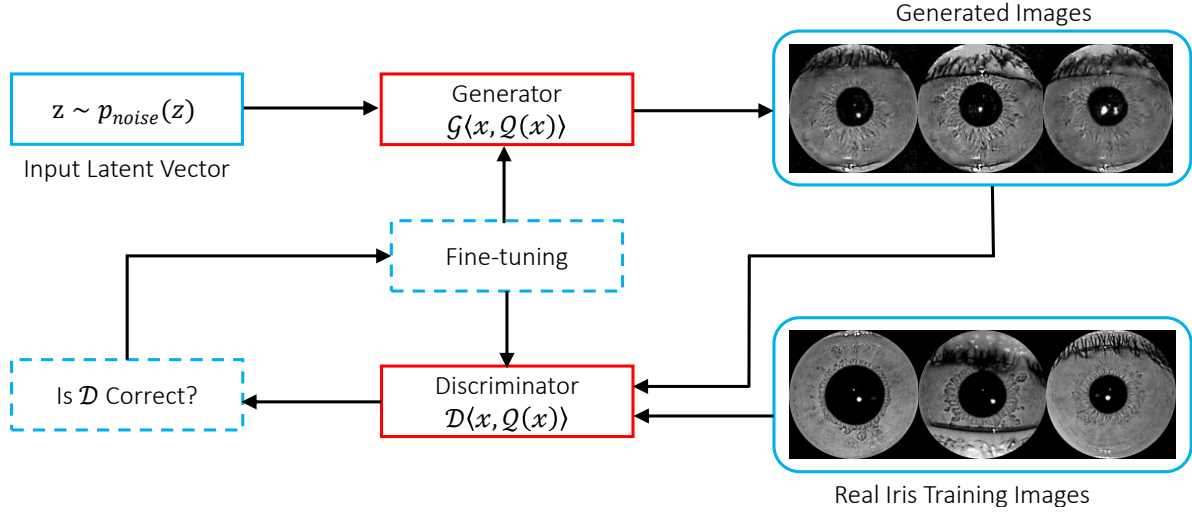 Generated Images
z ~ p_noise(z)
Input Latent Vector
Generator
𝒢⟨x, 𝒬(x)⟩
Fine-tuning
Is 𝒟 Correct?
Discriminator
𝒟⟨x, 𝒬(x)⟩
Real Iris Training Images